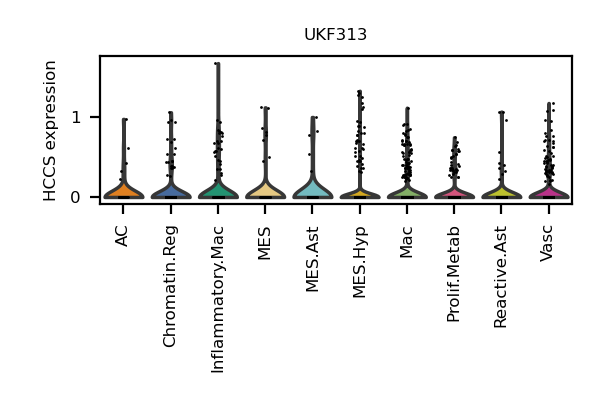 UKF313
HCCS expression
1
0
AC
Chromatin.Reg
Inflammatory.Mac
MES
MES.Ast
MES.Hyp
Mac
Prolif.Metab
Reactive.Ast
Vasc